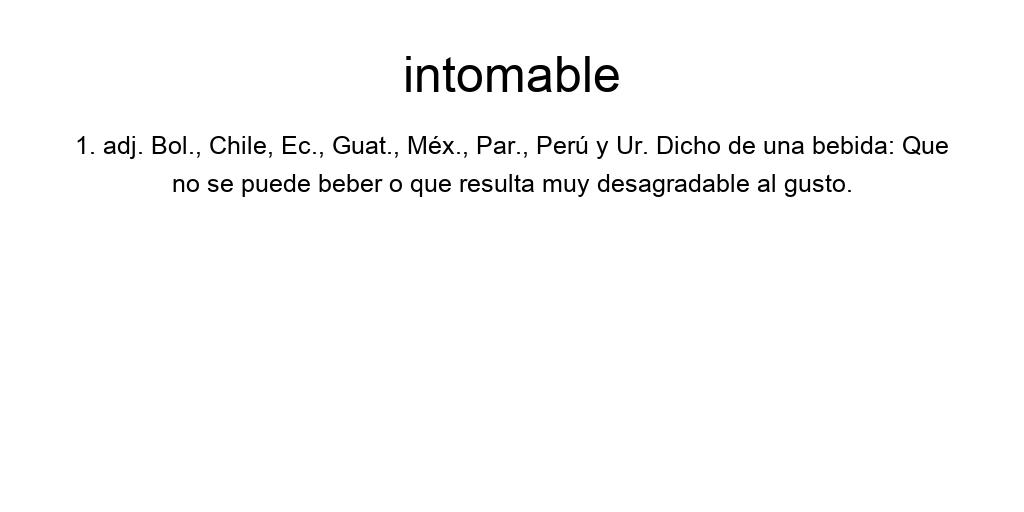 intomable
1. adj. Bol., Chile, Ec., Guat., Méx., Par., Perú y Ur. Dicho de una bebida: Que
no se puede beber o que resulta muy desagradable al gusto.